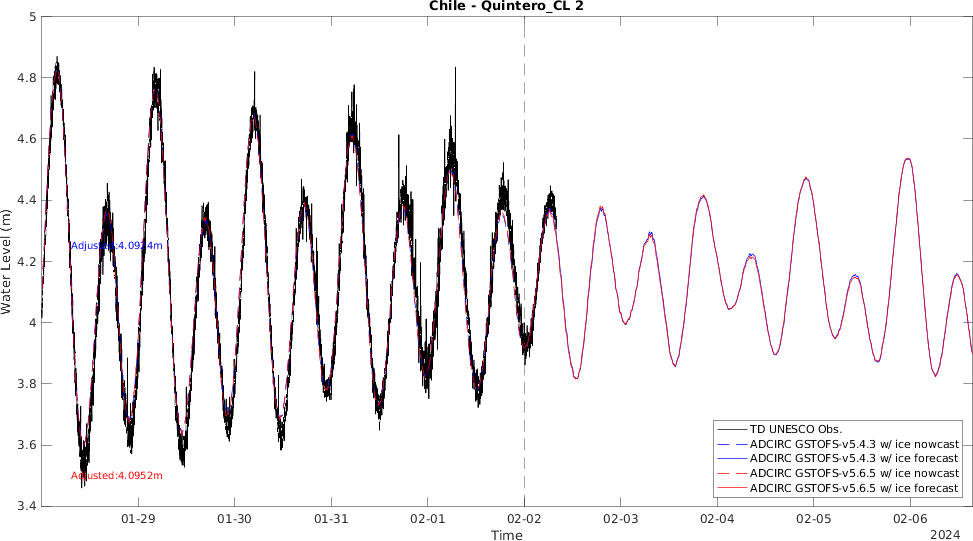 Chile - Quintero_CL 2
Water Level (m)
5
4.8
4.6
4.4
4.2
4
3.8
3.6
3.4
Adjusted:4.0924m
Adjusted:4.0952m
TD UNESCO Obs.
ADCIRC GSTOFS-v5.4.3 w/ ice nowcast
ADCIRC GSTOFS-v5.4.3 w/ ice forecast
ADCIRC GSTOFS-v5.6.5 w/ ice nowcast
ADCIRC GSTOFS-v5.6.5 w/ ice forecast
01-29 01-30 01-31 02-01 02-02 02-03 02-04 02-05 02-06
Time
2024